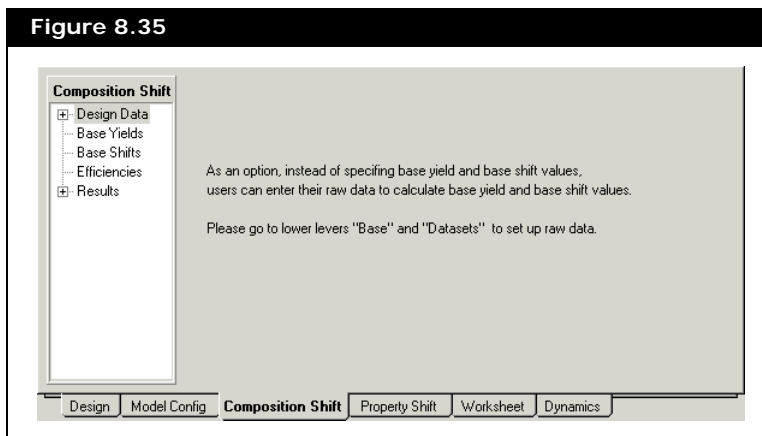 Figure 8.35
Composition Shift
Design Data
Base Yields
Base Shifts
Efficiencies
Results
As an option, instead of specifing base yield and base shift values,
users can enter their raw data to calculate base yield and base shift values.
Please go to lower levers "Base" and "Datasets" to set up raw data.
Design Model Config Composition Shift Property Shift Worksheet Dynamics